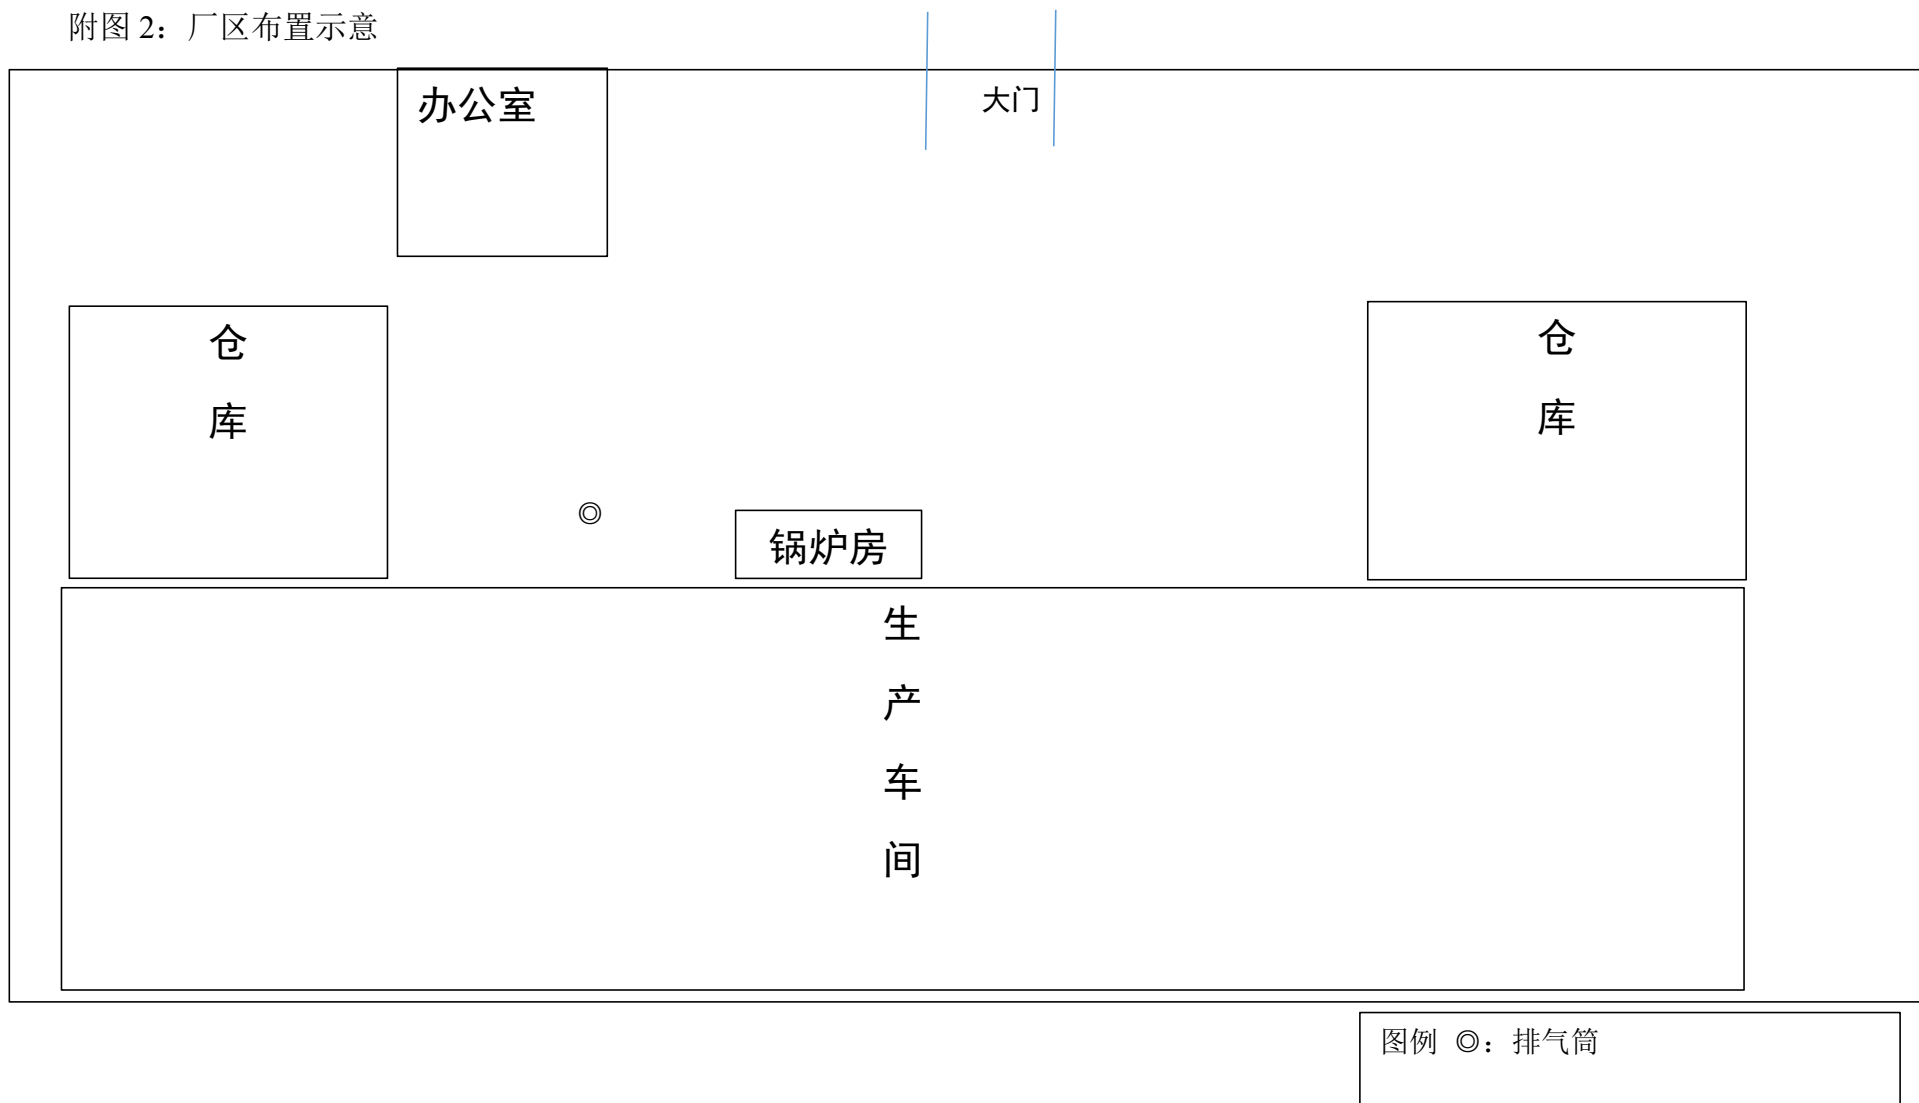 附图 2：厂区布置示意
办公室
大门
仓
库
仓
库
◎
锅炉房
生
产
车
间
图例 ◎：排气筒